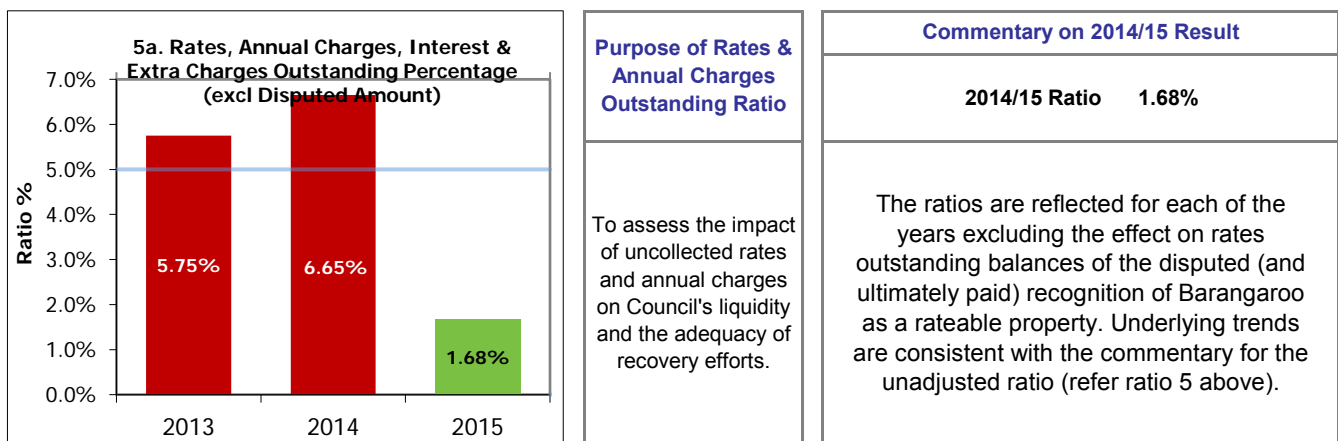 5a. Rates, Annual Charges, Interest &
Extra Charges Outstanding Percentage
(excl Disputed Amount)
7.0%
6.0%
5.0%
4.0%
3.0%
2.0%
1.0%
0.0%
Ratio %
5.75%
6.65%
1.68%
2013
2014
2015
Purpose of Rates &
Annual Charges
Outstanding Ratio
To assess the impact
of uncollected rates
and annual charges
on Council's liquidity
and the adequacy of
recovery efforts.
Commentary on 2014/15 Result
2014/15 Ratio 1.68%
The ratios are reflected for each of the
years excluding the effect on rates
outstanding balances of the disputed (and
ultimately paid) recognition of Barangaroo
as a rateable property. Underlying trends
are consistent with the commentary for the
unadjusted ratio (refer ratio 5 above).